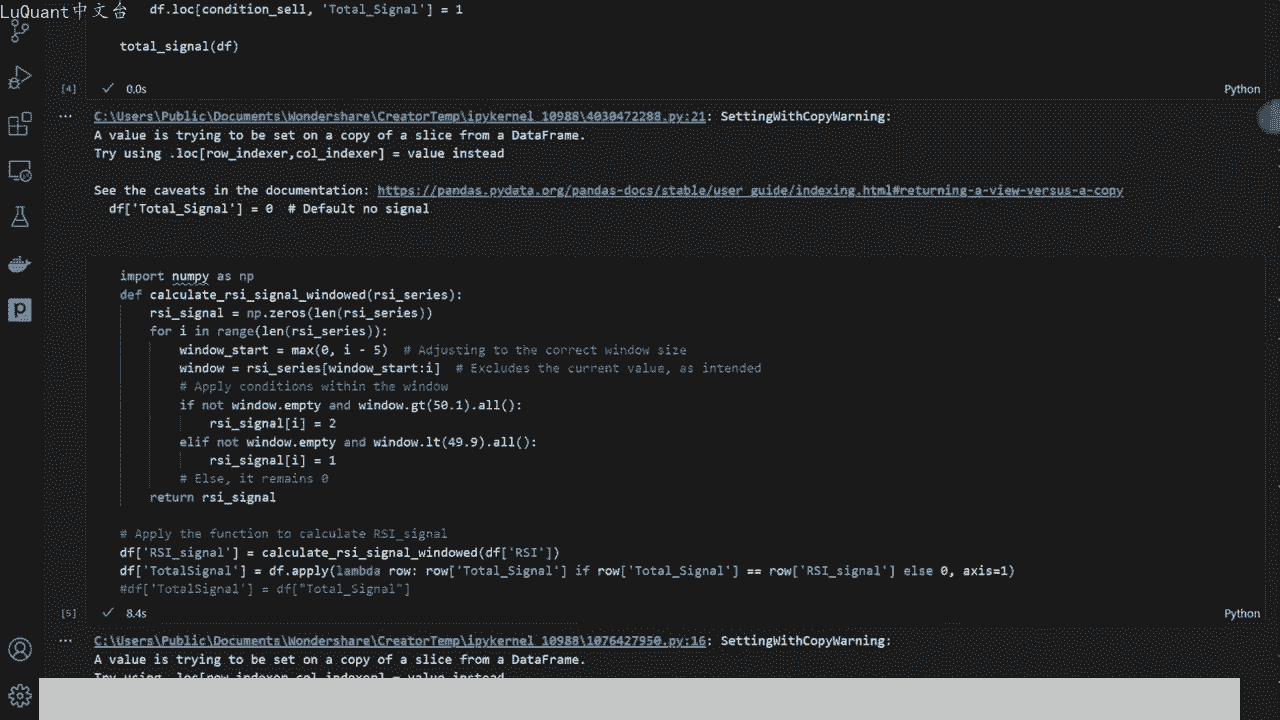 LuQuant中文台
df.loc[condition_sell, 'Total_Signal'] = 1
total_signal(df)
[4]
0.0s
Python
C:\Users\Public\Documents\Wondershare\CreatorTemp\ipykernel_10988\4030472288.py:21: SettingWithCopyWarning:
A value is trying to be set on a copy of a slice from a DataFrame.
Try using .loc[row_indexer,col_indexer] = value instead
See the caveats in the documentation: https://pandas.pydata.org/pandas-docs/stable/user_guide/indexing.html#returning-a-view-versus-a-copy
df['Total_Signal'] = 0  # Default no signal
import numpy as np
def calculate_rsi_signal_windowed(rsi_series):
rsi_signal = np.zeros(len(rsi_series))
for i in range(len(rsi_series)):
window_start = max(0, i - 5)  # Adjusting to the correct window size
window = rsi_series[window_start:i]  # Excludes the current value, as intended
# Apply conditions within the window
if not window.empty and window.gt(50.1).all():
rsi_signal[i] = 2
elif not window.empty and window.lt(49.9).all():
rsi_signal[i] = 1
# Else, it remains 0
return rsi_signal
# Apply the function to calculate RSI_signal
df['RSI_signal'] = calculate_rsi_signal_windowed(df['RSI'])
df['TotalSignal'] = df.apply(lambda row: row['Total_Signal'] if row['Total_Signal'] == row['RSI_signal'] else 0, axis=1)
#df['TotalSignal'] = df["Total_Signal"]
[5]
8.4s
Python
C:\Users\Public\Documents\Wondershare\CreatorTemp\ipykernel_10988\1076427950.py:16: SettingWithCopyWarning:
A value is trying to be set on a copy of a slice from a DataFrame.
Try using .loc[row_indexer,col_indexer] = value instead